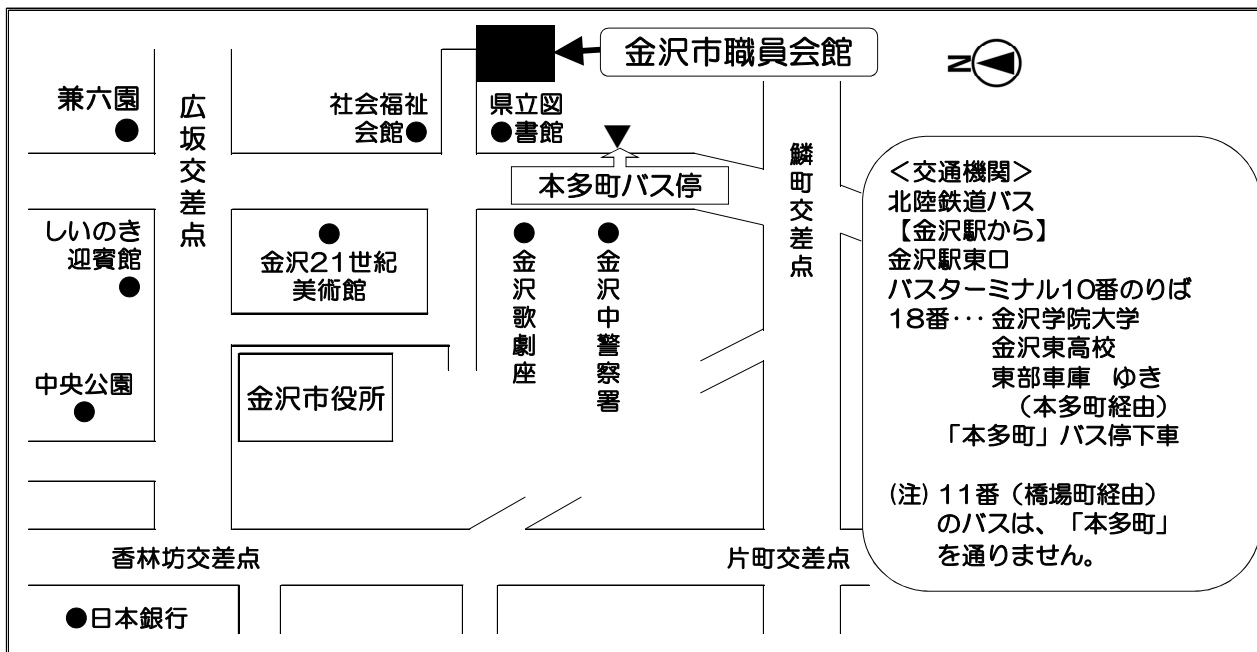 金沢市職員会館
N
兼六園
広坂交差点
社会福祉
会館
県立図
書館
本多町バス停
鱗町交差点
しいのき
迎賓館
金沢21世紀
美術館
金沢歌劇座
金沢中警察署
中央公園
金沢市役所
香林坊交差点
片町交差点
日本銀行
<交通機関>
北陸鉄道バス
【金沢駅から】
金沢駅東口
バスターミナル10番のりば
18番･･･金沢学院大学
金沢東高校
東部車庫 ゆき
(本多町経由)
「本多町」バス停下車
(注) 11番(橋場町経由)
のバスは、「本多町」
を通りません。